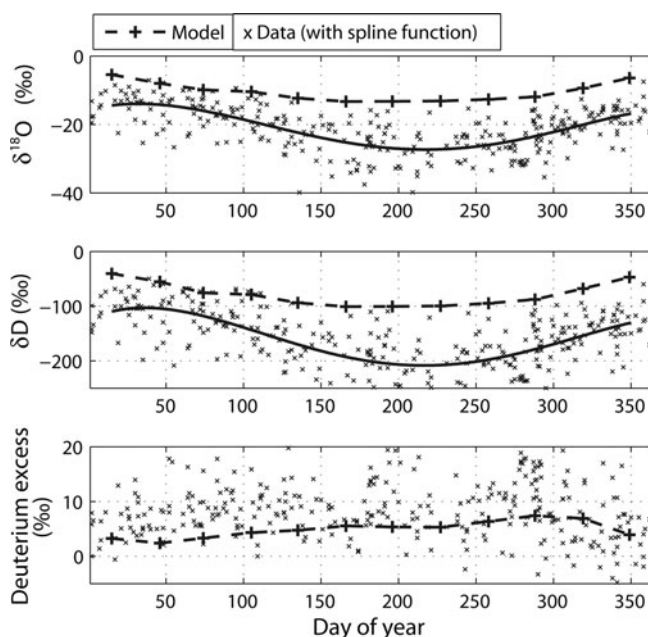 Model x Data (with spline function)
0
−20
−40
δ¹⁸O (‰)
50 100 150 200 250 300 350
0
−100
−200
δD (‰)
50 100 150 200 250 300 350
20
10
0
Deuterium excess
(‰)
50 100 150 200 250 300 350
Day of year